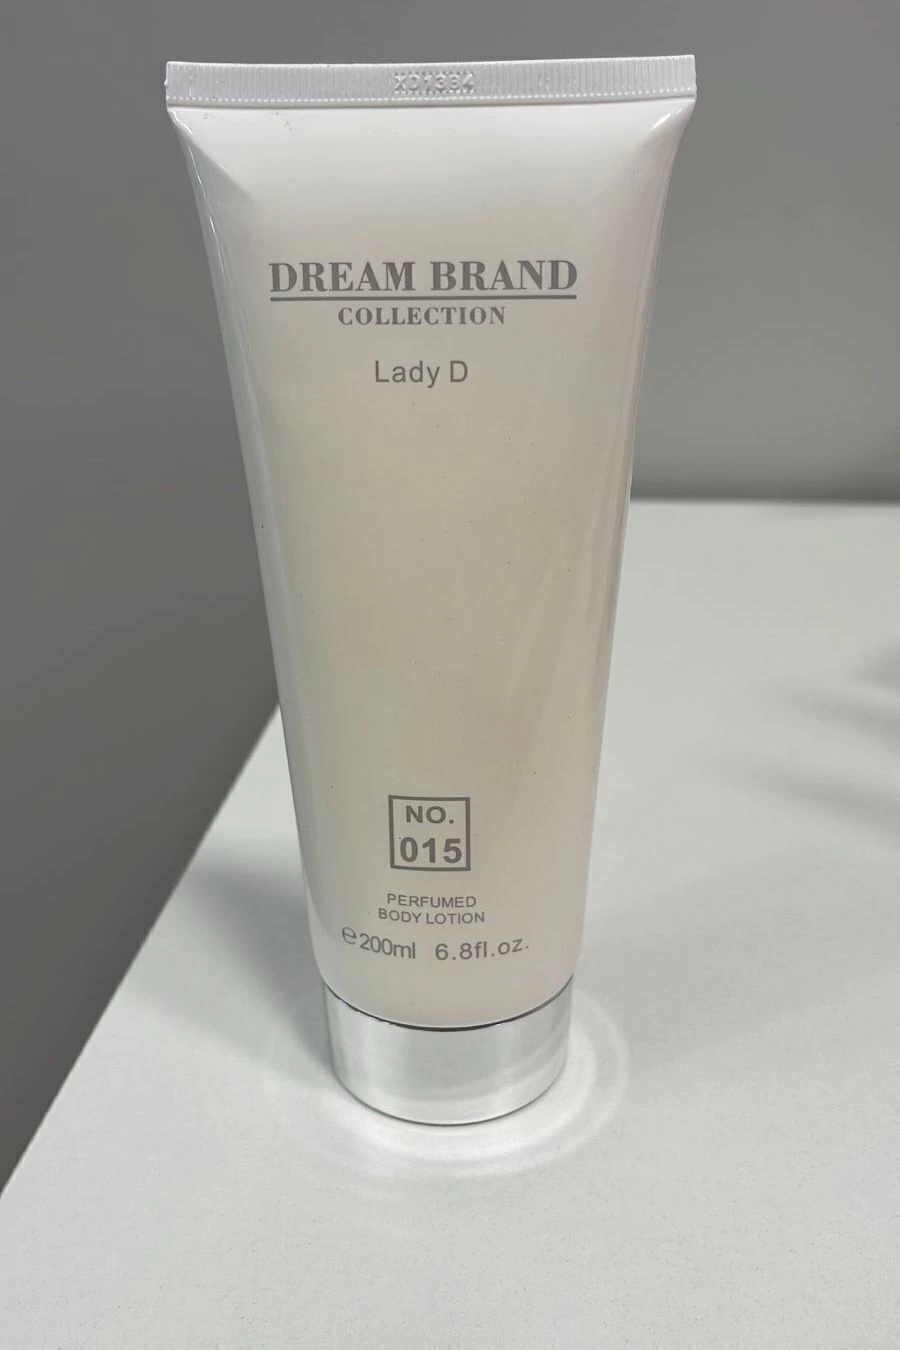 DREAM BRAND
COLLECTION
Lady D
NO.
015
PERFUMED
BODY LOTION
℮200ml 6.8fl.oz.